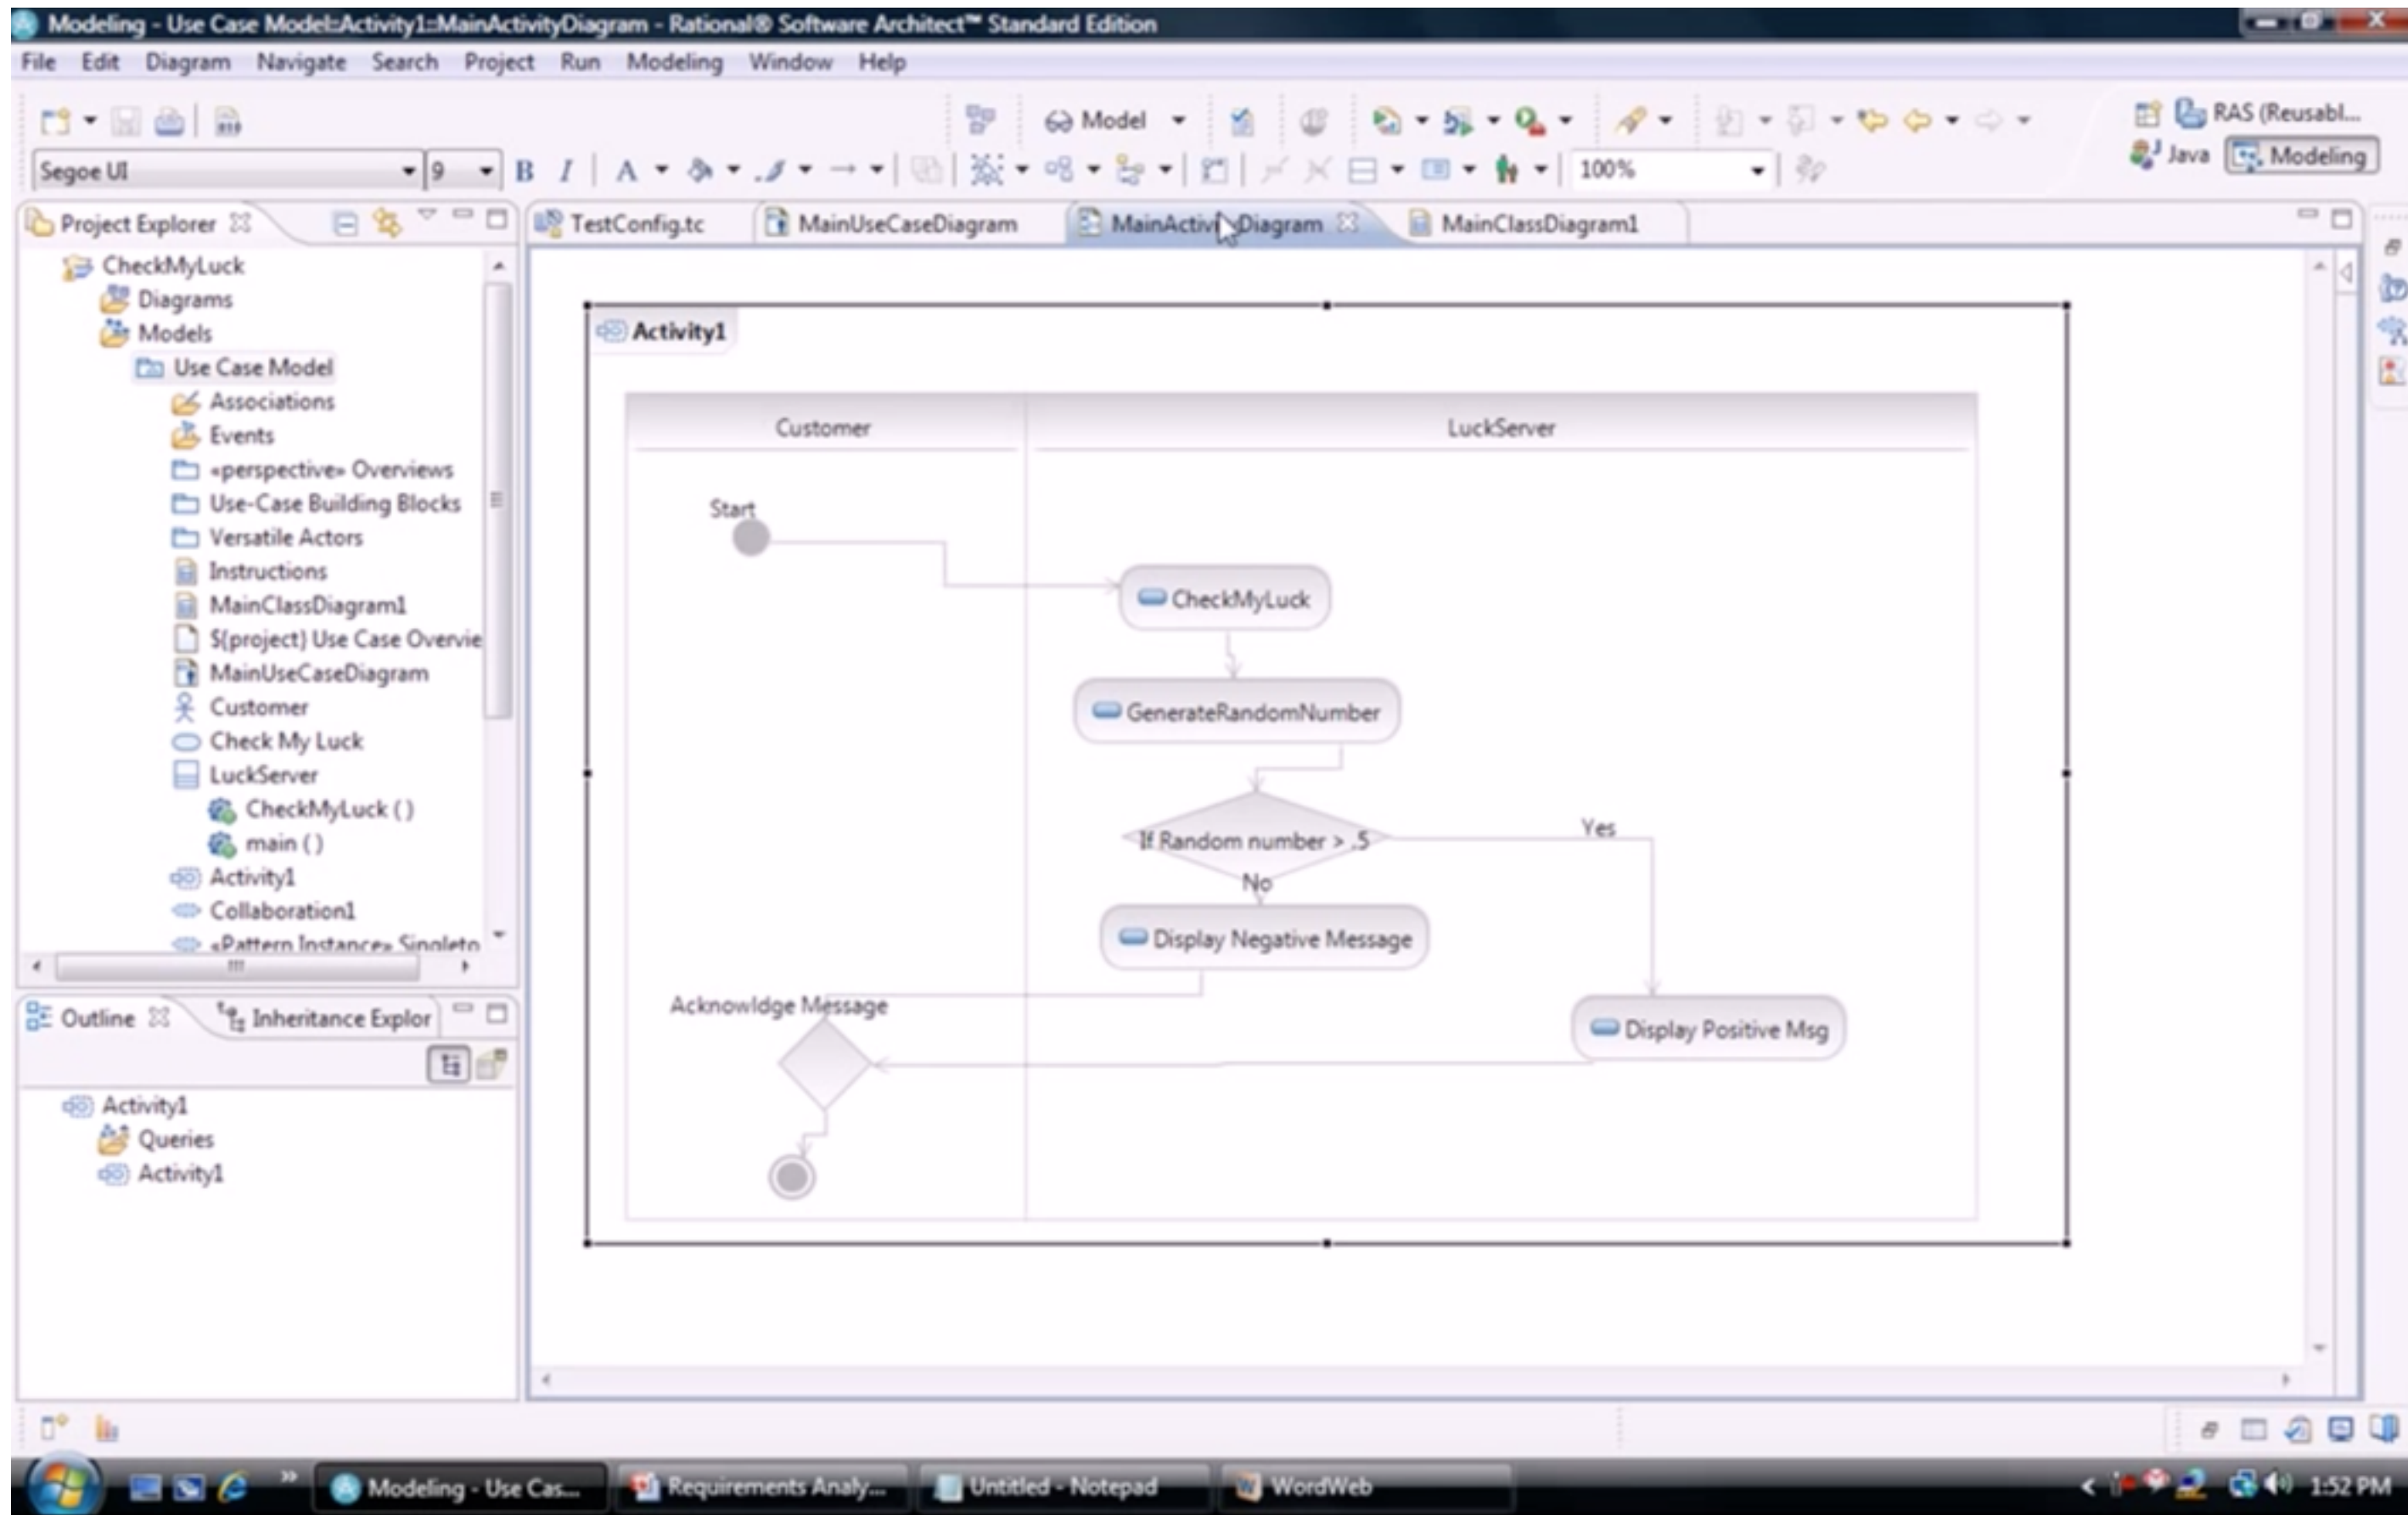 Modeling - Use Case Model::Activity1::MainActivityDiagram - Rational® Software Architect™ Standard Edition
File Edit Diagram Navigate Search Project Run Modeling Window Help
Model
RAS (Reusabl...
Segoe UI 9 B I A 100%
Java Modeling
Project Explorer
TestConfig.tc MainUseCaseDiagram MainActivityDiagram MainClassDiagram1
CheckMyLuck
Diagrams
Models
Use Case Model
Associations
Events
«perspective» Overviews
Use-Case Building Blocks
Versatile Actors
Instructions
MainClassDiagram1
${project} Use Case Overvie
MainUseCaseDiagram
Customer
Check My Luck
LuckServer
CheckMyLuck ( )
main ( )
Activity1
Collaboration1
«Pattern Instance» Singleto
Outline Inheritance Explor
Activity1
Queries
Activity1
Activity1
Customer LuckServer
Start
CheckMyLuck
GenerateRandomNumber
If Random number > .5
Yes
No
Display Negative Message
Acknowldge Message
Display Positive Msg
Modeling - Use Cas... Requirements Analy... Untitled - Notepad WordWeb 1:52 PM